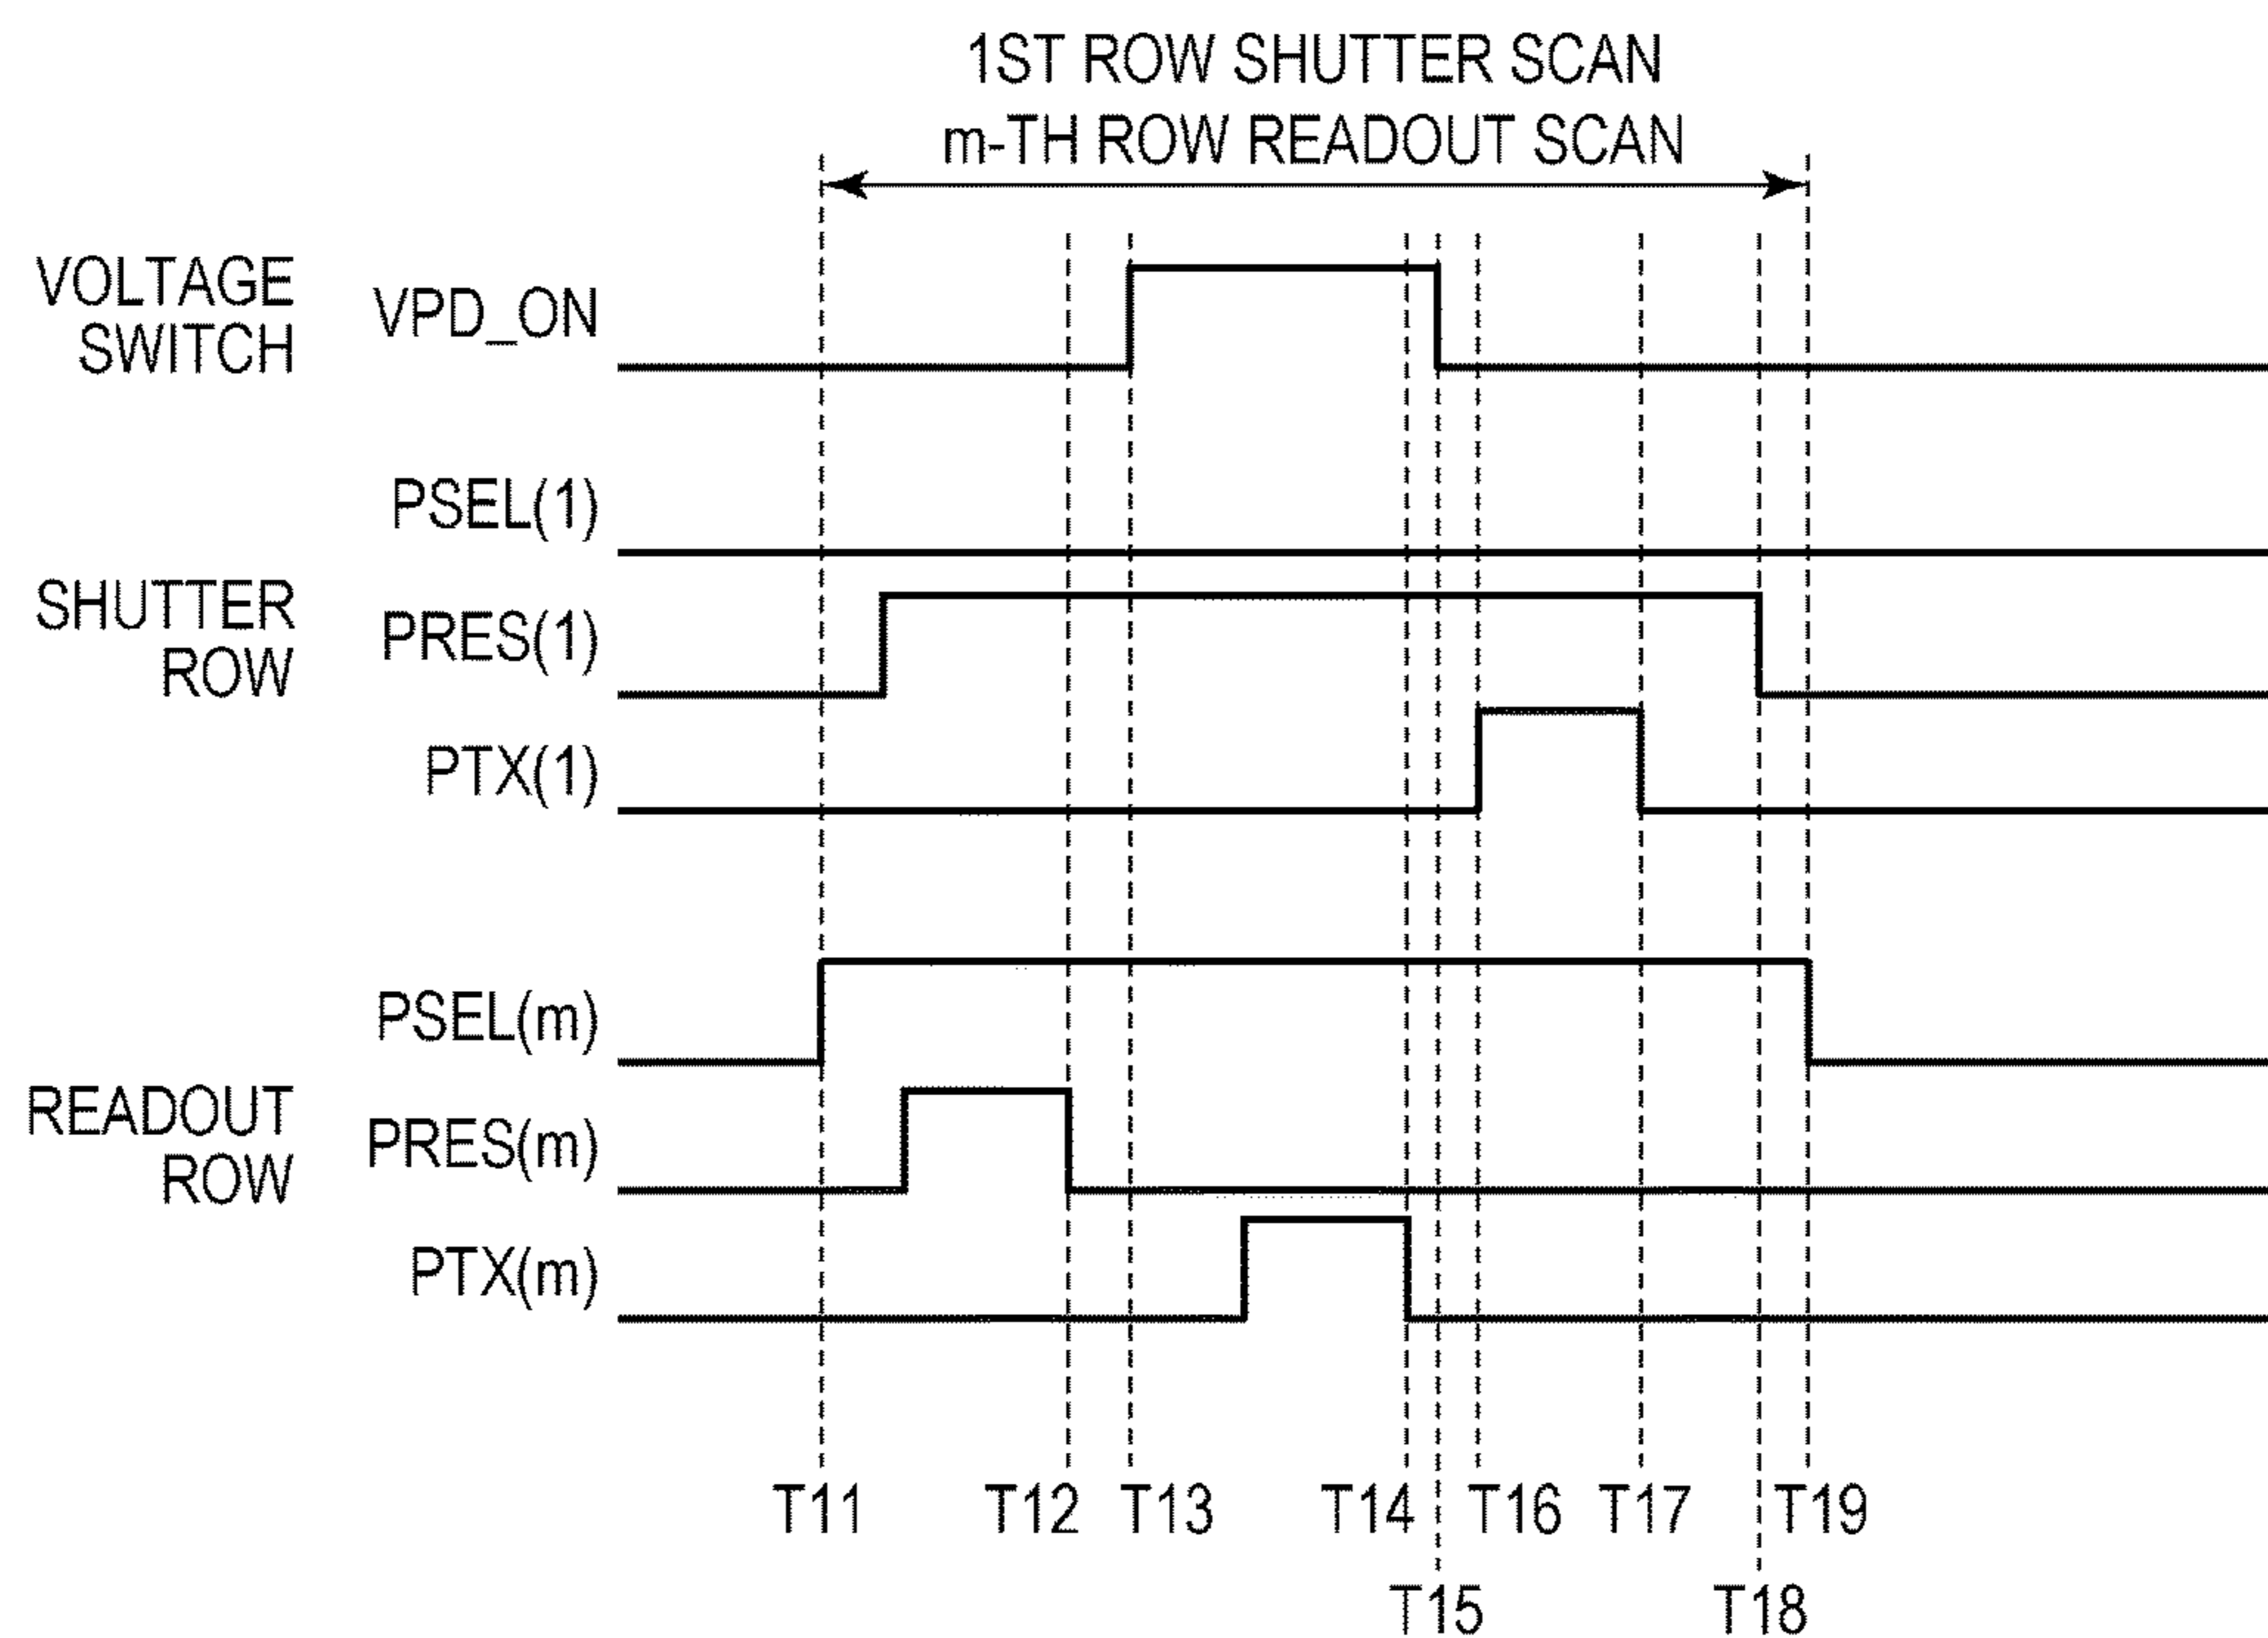 1ST ROW SHUTTER SCAN
m-TH ROW READOUT SCAN
VOLTAGE
SWITCH
VPD_ON
PSEL(1)
SHUTTER
ROW
PRES(1)
PTX(1)
PSEL(m)
READOUT
ROW
PRES(m)
PTX(m)
T11 T12 T13 T14 T16 T17 T19
T15 T18